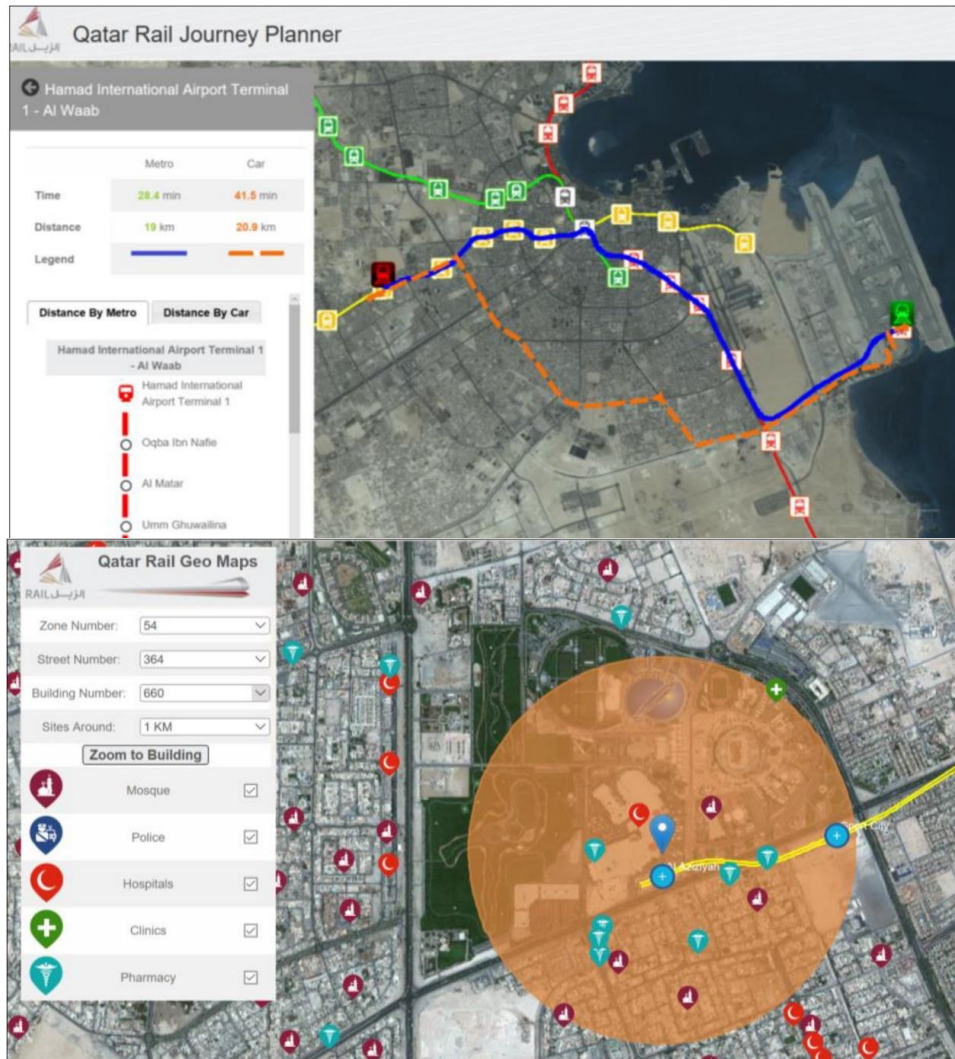 RAIL الريــل
Qatar Rail Journey Planner
Hamad International Airport Terminal
1 - Al Waab
Metro Car
Time 28.4 min 41.5 min
Distance 19 km 20.9 km
Legend
Distance By Metro Distance By Car
Hamad International Airport Terminal 1
- Al Waab
Hamad International
Airport Terminal 1
Oqba Ibn Nafie
Al Matar
Umm Ghuwailina
Qatar Rail Geo Maps
RAIL الريــل
Zone Number: 54
Street Number: 364
Building Number: 660
Sites Around: 1 KM
Zoom to Building
Mosque
Police
Hospitals
Clinics
Pharmacy
Al Aziziyah
Sport City